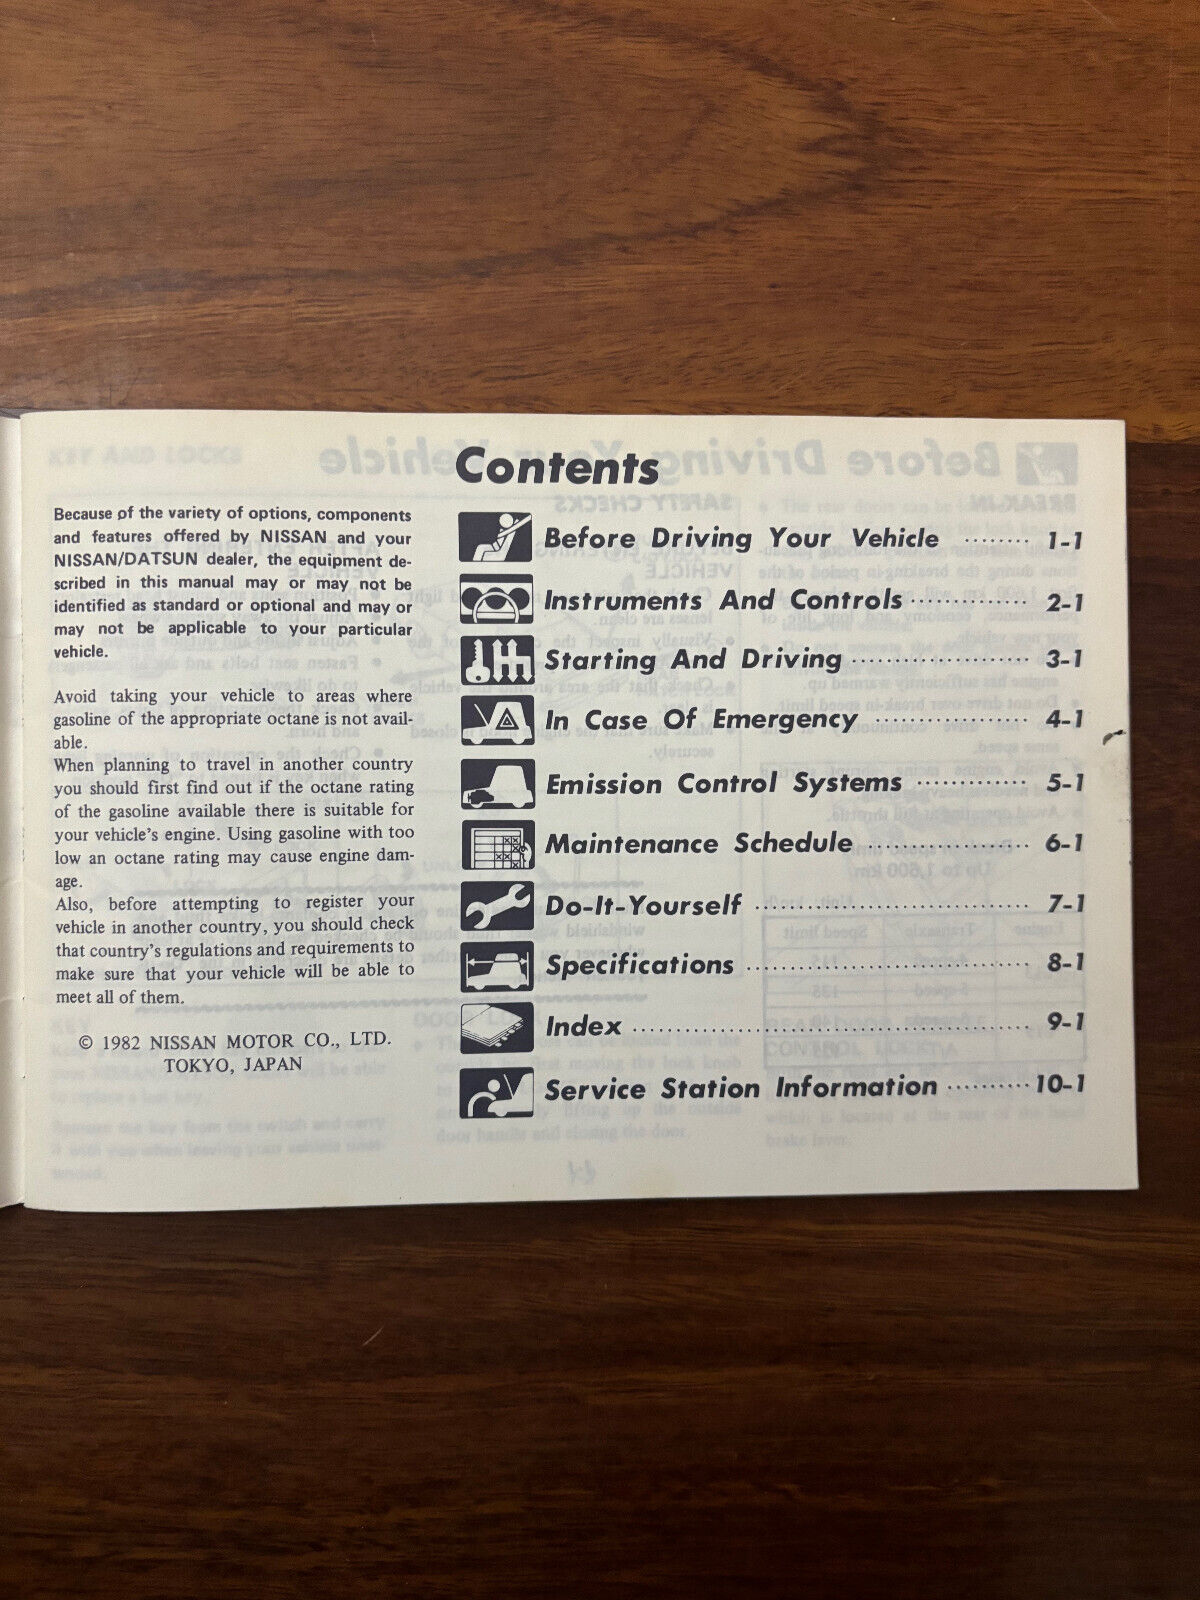 Because of the variety of options, components
and features offered by NISSAN and your
NISSAN/DATSUN dealer, the equipment de-
scribed in this manual may or may not be
identified as standard or optional and may or
may not be applicable to your particular
vehicle.
Avoid taking your vehicle to areas where
gasoline of the appropriate octane is not avail-
able.
When planning to travel in another country
you should first find out if the octane rating
of the gasoline available there is suitable for
your vehicle's engine. Using gasoline with too
low an octane rating may cause engine dam-
age.
Also, before attempting to register your
vehicle in another country, you should check
that country's regulations and requirements to
make sure that your vehicle will be able to
meet all of them.
© 1982 NISSAN MOTOR CO., LTD.
TOKYO, JAPAN
Contents
Before Driving Your Vehicle ........ 1-1
Instruments And Controls ............ 2-1
Starting And Driving .................. 3-1
In Case Of Emergency ............... 4-1
Emission Control Systems ........... 5-1
Maintenance Schedule ................ 6-1
Do-It-Yourself ........................... 7-1
Specifications ............................ 8-1
Index ....................................... 9-1
Service Station Information .......... 10-1